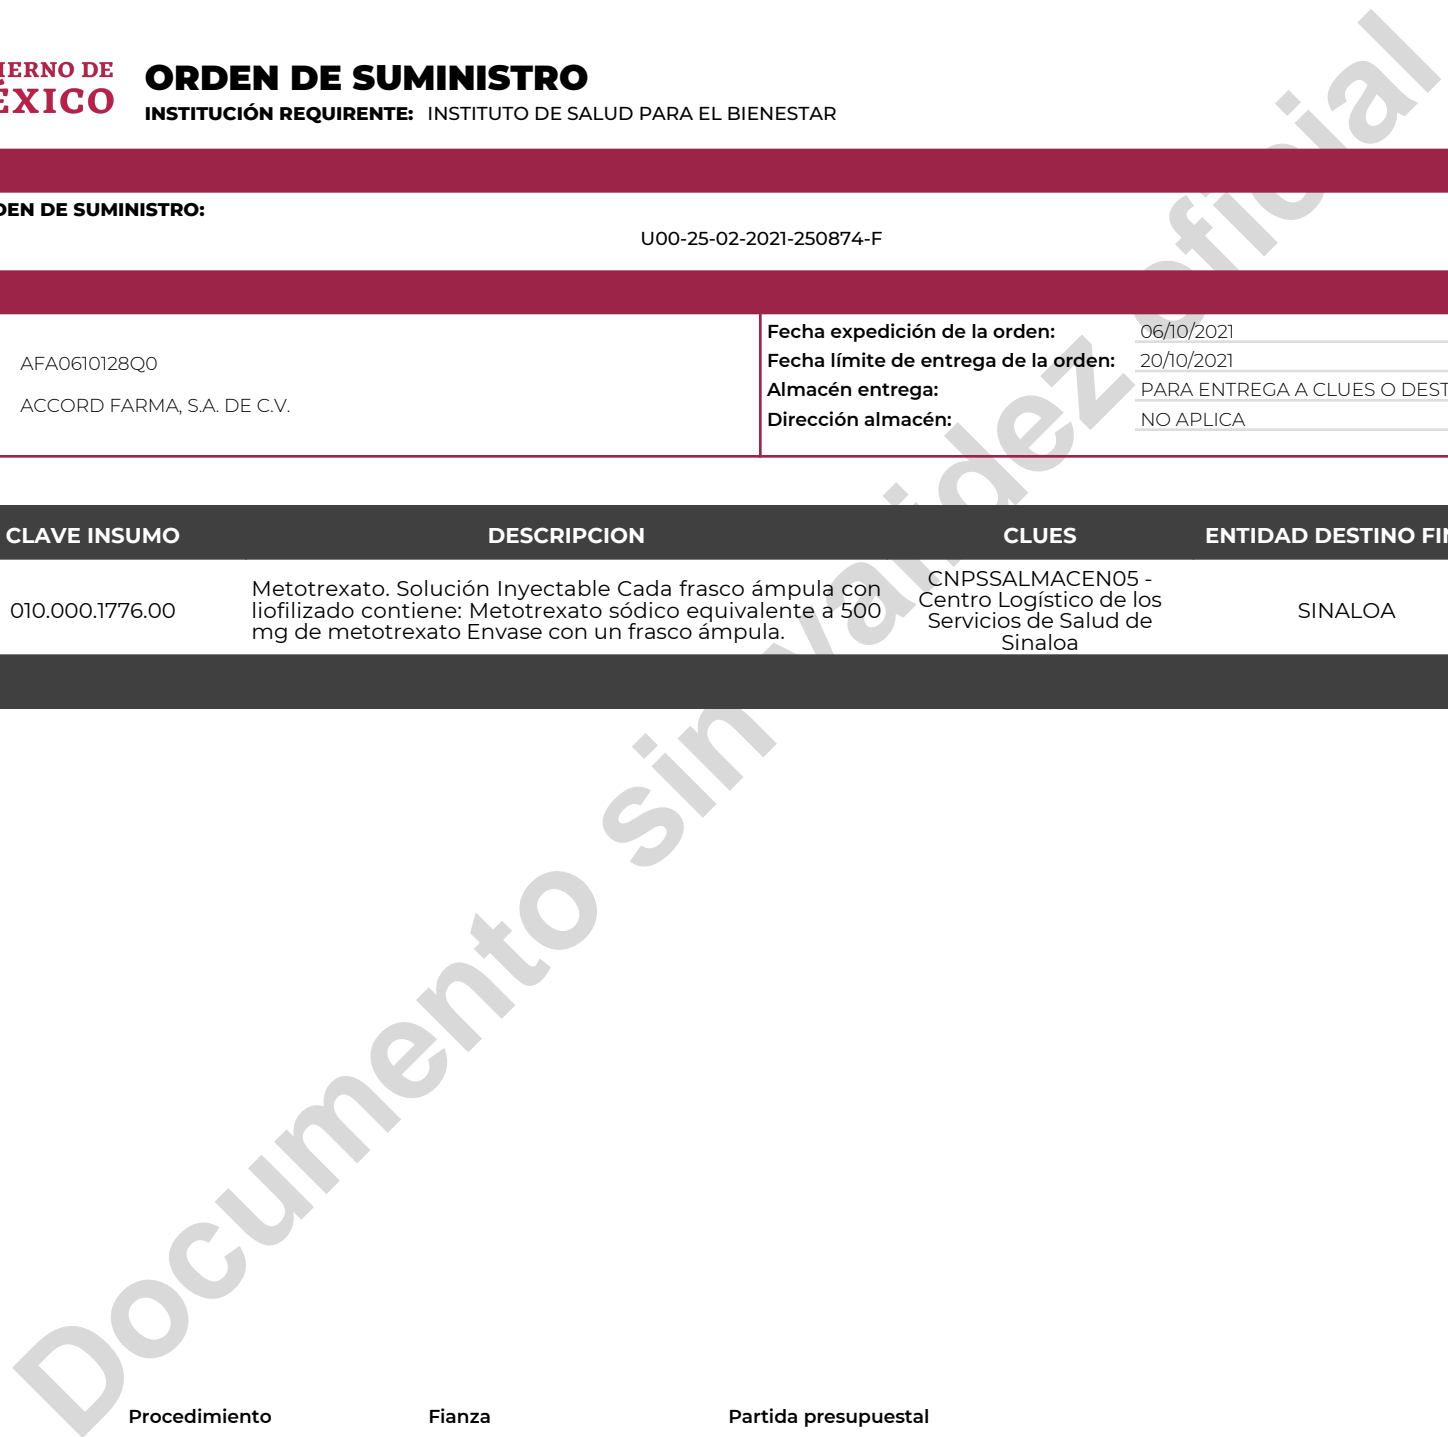 IERNO DE
ÉXICO
ORDEN DE SUMINISTRO
INSTITUCIÓN REQUIRENTE: INSTITUTO DE SALUD PARA EL BIENESTAR
DEN DE SUMINISTRO:
U00-25-02-2021-250874-F
AFA0610128Q0
ACCORD FARMA, S.A. DE C.V.
Fecha expedición de la orden: 06/10/2021
Fecha límite de entrega de la orden: 20/10/2021
Almacén entrega: PARA ENTREGA A CLUES O DEST
Dirección almacén: NO APLICA
CLAVE INSUMO DESCRIPCION CLUES ENTIDAD DESTINO FIN
010.000.1776.00
Metotrexato. Solución Inyectable Cada frasco ámpula con
liofilizado contiene: Metotrexato sódico equivalente a 500
mg de metotrexato Envase con un frasco ámpula.
CNPSSALMACEN05 -
Centro Logístico de los
Servicios de Salud de
Sinaloa
SINALOA
Documento sin validez oficial
Procedimiento Fianza Partida presupuestal